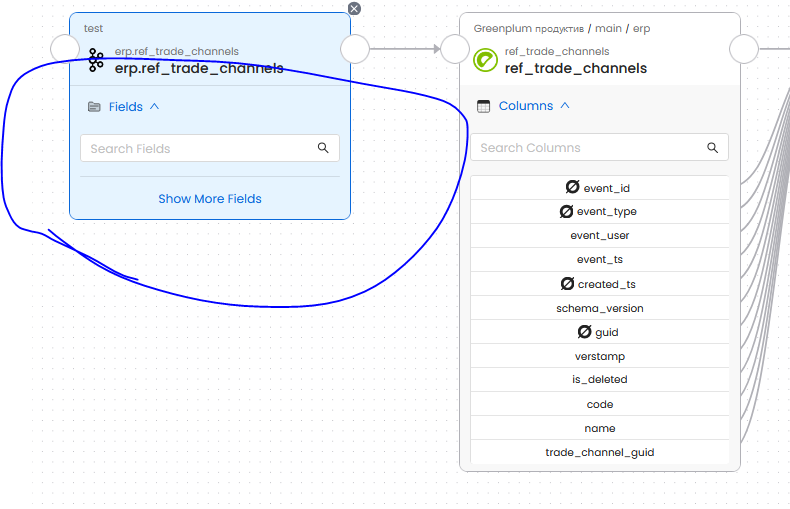 test
erp.ref_trade_channels
erp.ref_trade_channels
Fields
Search Fields
Show More Fields
Greenplum продуктив / main / erp
ref_trade_channels
ref_trade_channels
Columns
Search Columns
event_id
event_type
event_user
event_ts
created_ts
schema_version
guid
verstamp
is_deleted
code
name
trade_channel_guid